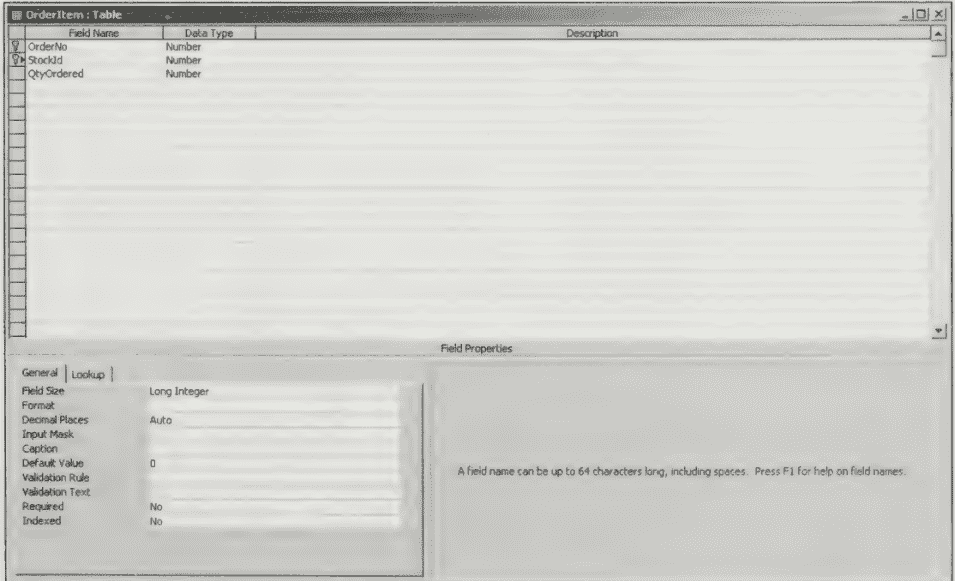 OrderItem : Table
Field Name Data Type Description
OrderNo Number
StockId Number
QtyOrdered Number
Field Properties
General Lookup
Field Size Long Integer
Format
Decimal Places Auto
Input Mask
Caption
Default Value 0
Validation Rule
Validation Text
Required No
Indexed No
A field name can be up to 64 characters long, including spaces. Press F1 for help on field names.